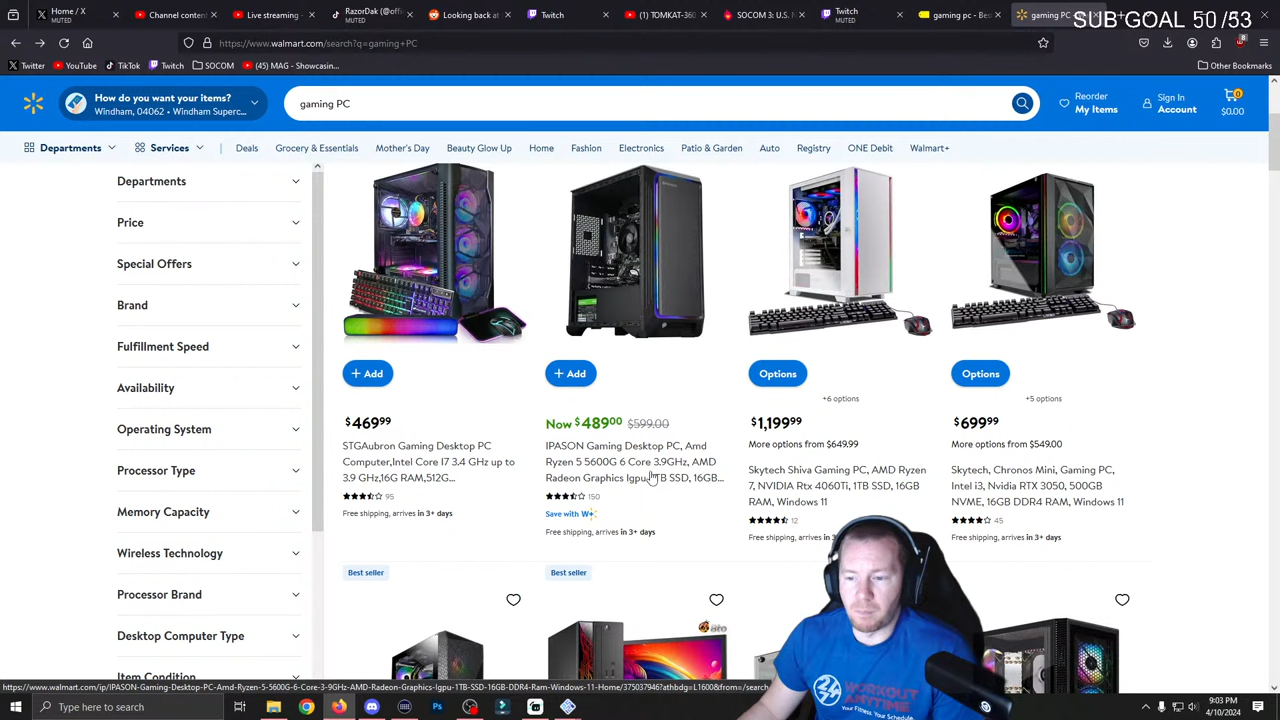 Home / X
MUTED
Channel content
Live streaming
RazorDak (@offi
MUTED
Looking back at
Twitch
(1) TOMKAT-360
SOCOM 3: U.S. N
Twitch
MUTED
gaming pc - Bes
gaming PC
SUB GOAL 50 /53
https://www.walmart.com/search?q=gaming+PC
Twitter
YouTube
TikTok
Twitch
SOCOM
(45) MAG - Showcasin...
Other Bookmarks
How do you want your items?
Windham, 04062 • Windham Superc...
gaming PC
Reorder
My Items
Sign In
Account
0
$0.00
Departments
Services
Deals
Grocery & Essentials
Mother's Day
Beauty Glow Up
Home
Fashion
Electronics
Patio & Garden
Auto
Registry
ONE Debit
Walmart+
Departments
Price
Special Offers
Brand
Fulfillment Speed
Availability
Operating System
Processor Type
Memory Capacity
Wireless Technology
Processor Brand
Desktop Computer Type
Item Condition
+ Add
$469 99
STGAubron Gaming Desktop PC
Computer,Intel Core I7 3.4 GHz up to
3.9 GHz,16G RAM,512G...
95
Free shipping, arrives in 3+ days
+ Add
Now $489 00 $599.00
IPASON Gaming Desktop PC, Amd
Ryzen 5 5600G 6 Core 3.9GHz, AMD
Radeon Graphics Igpu, 1TB SSD, 16GB...
150
Save with W+
Free shipping, arrives in 3+ days
Options
+6 options
$1,199 99
More options from $649.99
Skytech Shiva Gaming PC, AMD Ryzen
7, NVIDIA Rtx 4060Ti, 1TB SSD, 16GB
RAM, Windows 11
12
Free shipping, arrives in 3
Options
+5 options
$699 99
More options from $549.00
Skytech, Chronos Mini, Gaming PC,
Intel i3, Nvidia RTX 3050, 500GB
NVME, 16GB DDR4 RAM, Windows 11
45
Free shipping, arrives in 3+ days
Best seller
Best seller
WORKOUT
ANYTIME
Your Fitness. Your Schedule.
https://www.walmart.com/ip/IPASON-Gaming-Desktop-PC-Amd-Ryzen-5-5600G-6-Core-3-9GHz-AMD-Radeon-Graphics-Igpu-1TB-SSD-16GB-DDR4-Ram-Windows-11-Home/375037946?athbdg=L1600&from=/search
Type here to search
9:03 PM
4/10/2024